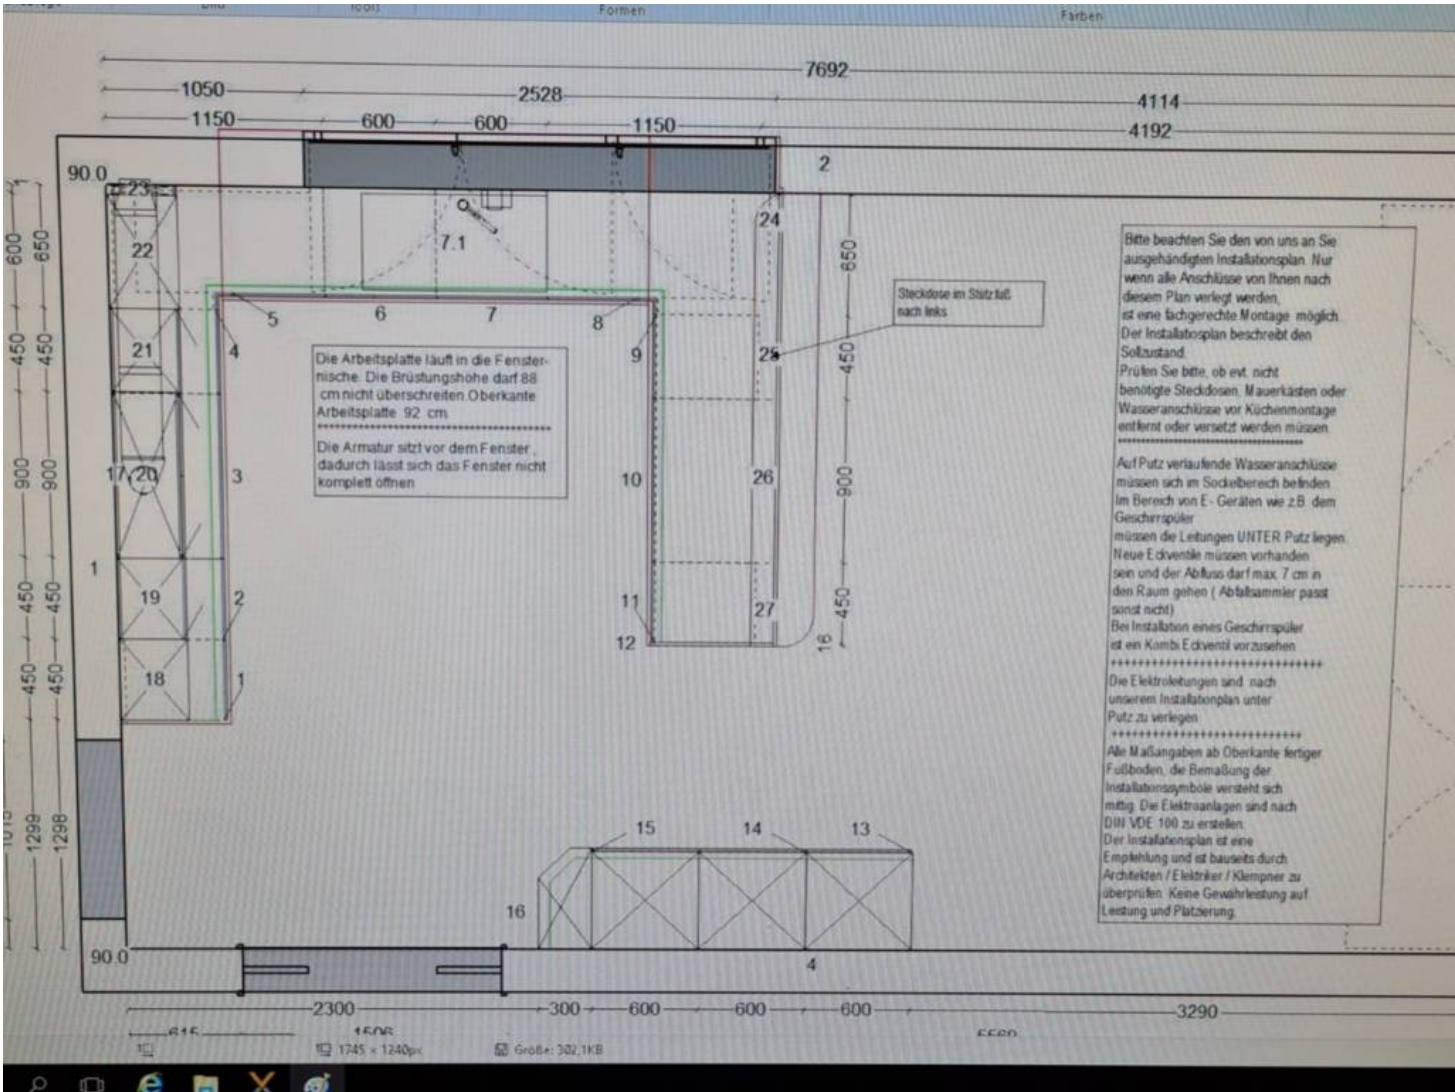 Bild
Tools
Formen
Farben
7692
1050
2528
4114
1150
600
600
1150
4192
2
90.0
23
24
22
7.1
600
650
650
5
6
7
8
Steckdose im Stützfuß
nach links
21
4
9
25
450
450
450
Die Arbeitsplatte läuft in die Fenster-
nische. Die Brüstungshöhe darf 88
cm nicht überschreiten. Oberkante
Arbeitsplatte 92 cm
******************************
Die Armatur sitzt vor dem Fenster,
dadurch lässt sich das Fenster nicht
komplett öffnen
17, 20
3
10
26
900
900
900
1
19
2
11
27
450
450
450
12
16
18
1
450
450
Bitte beachten Sie den von uns an Sie
ausgehändigten Installationsplan. Nur
wenn alle Anschlüsse von Ihnen nach
diesem Plan verlegt werden,
ist eine fachgerechte Montage möglich.
Der Installatiosplan beschreibt den
Sollzustand.
Prüfen Sie bitte, ob evt. nicht
benötigte Steckdosen, Mauerkästen oder
Wasseranschlüsse vor Küchenmontage
entfernt oder versetzt werden müssen.
******************************
Auf Putz verlaufende Wasseranschlüsse
müssen sich im Sockelbereich befinden
Im Bereich von E - Geräten wie z.B. dem
Geschirrspüler
müssen die Leitungen UNTER Putz liegen.
Neue Eckventile müssen vorhanden
sein und der Abfluss darf max. 7 cm in
den Raum gehen ( Abfallsammler passt
sonst nicht)
Bei Installation eines Geschirrspüler
ist ein Kombi Eckventil vorzusehen
++++++++++++++++++++++++++++++
Die Elektroleitungen sind nach
unserem Installationplan unter
Putz zu verlegen
+++++++++++++++++++++++++++
Alle Maßangaben ab Oberkante fertiger
Fußboden, die Bemaßung der
Installationssymbole versteht sich
mittig. Die Elektroanlagen sind nach
DIN VDE 100 zu erstellen.
Der Installationsplan ist eine
Empfehlung und ist bauseits durch
Architekten / Elektriker / Klempner zu
überprüfen. Keine Gewährleistung auf
Leistung und Platzierung.
1015
1299
1298
15
14
13
16
90.0
4
2300
300
600
600
600
3290
615
1506
1745 × 1240px
Größe: 302,1KB